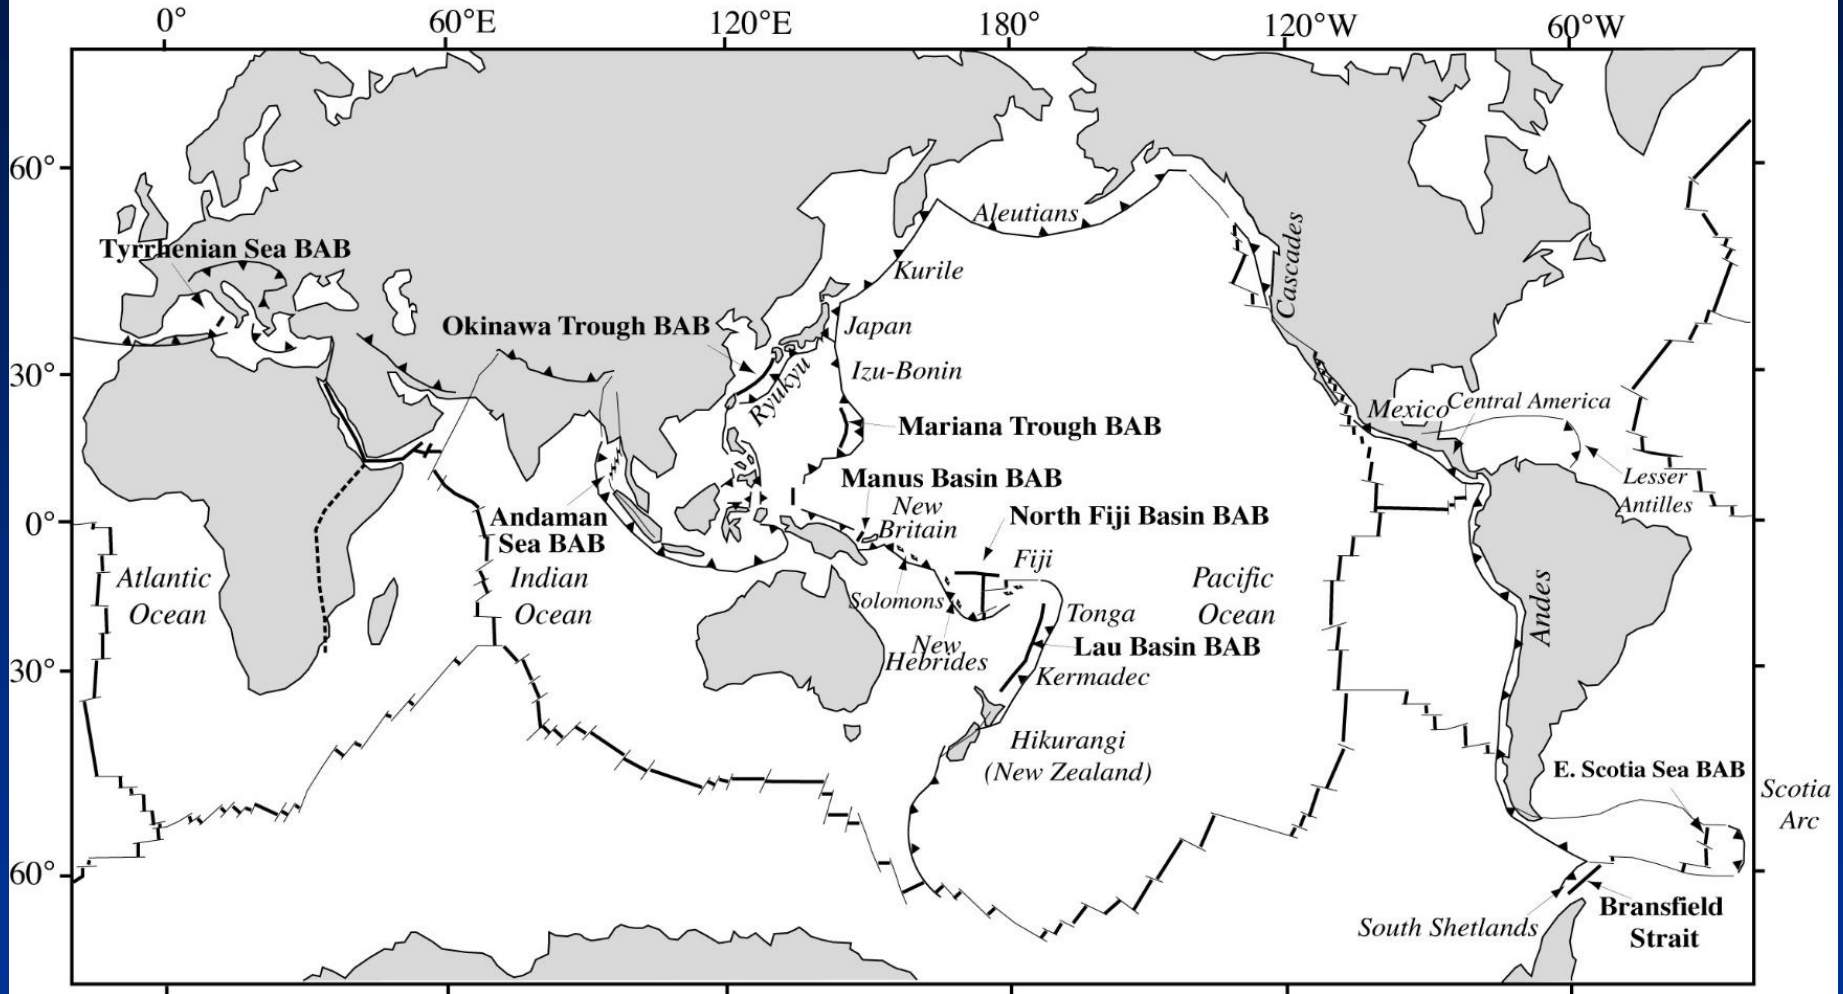 0°
60°E
120°E
180°
120°W
60°W
60°
30°
0°
30°
60°
Tyrrhenian Sea BAB
Aleutians
Kurile
Cascades
Okinawa Trough BAB
Japan
Izu-Bonin
Ryukyu
Mariana Trough BAB
Mexico
Central America
Lesser
Antilles
Manus Basin BAB
New
Britain
North Fiji Basin BAB
Fiji
Andaman
Sea BAB
Atlantic
Ocean
Indian
Ocean
Solomons
New
Hebrides
Tonga
Pacific
Ocean
Andes
Lau Basin BAB
Kermadec
Hikurangi
(New Zealand)
E. Scotia Sea BAB
Scotia
Arc
South Shetlands
Bransfield
Strait